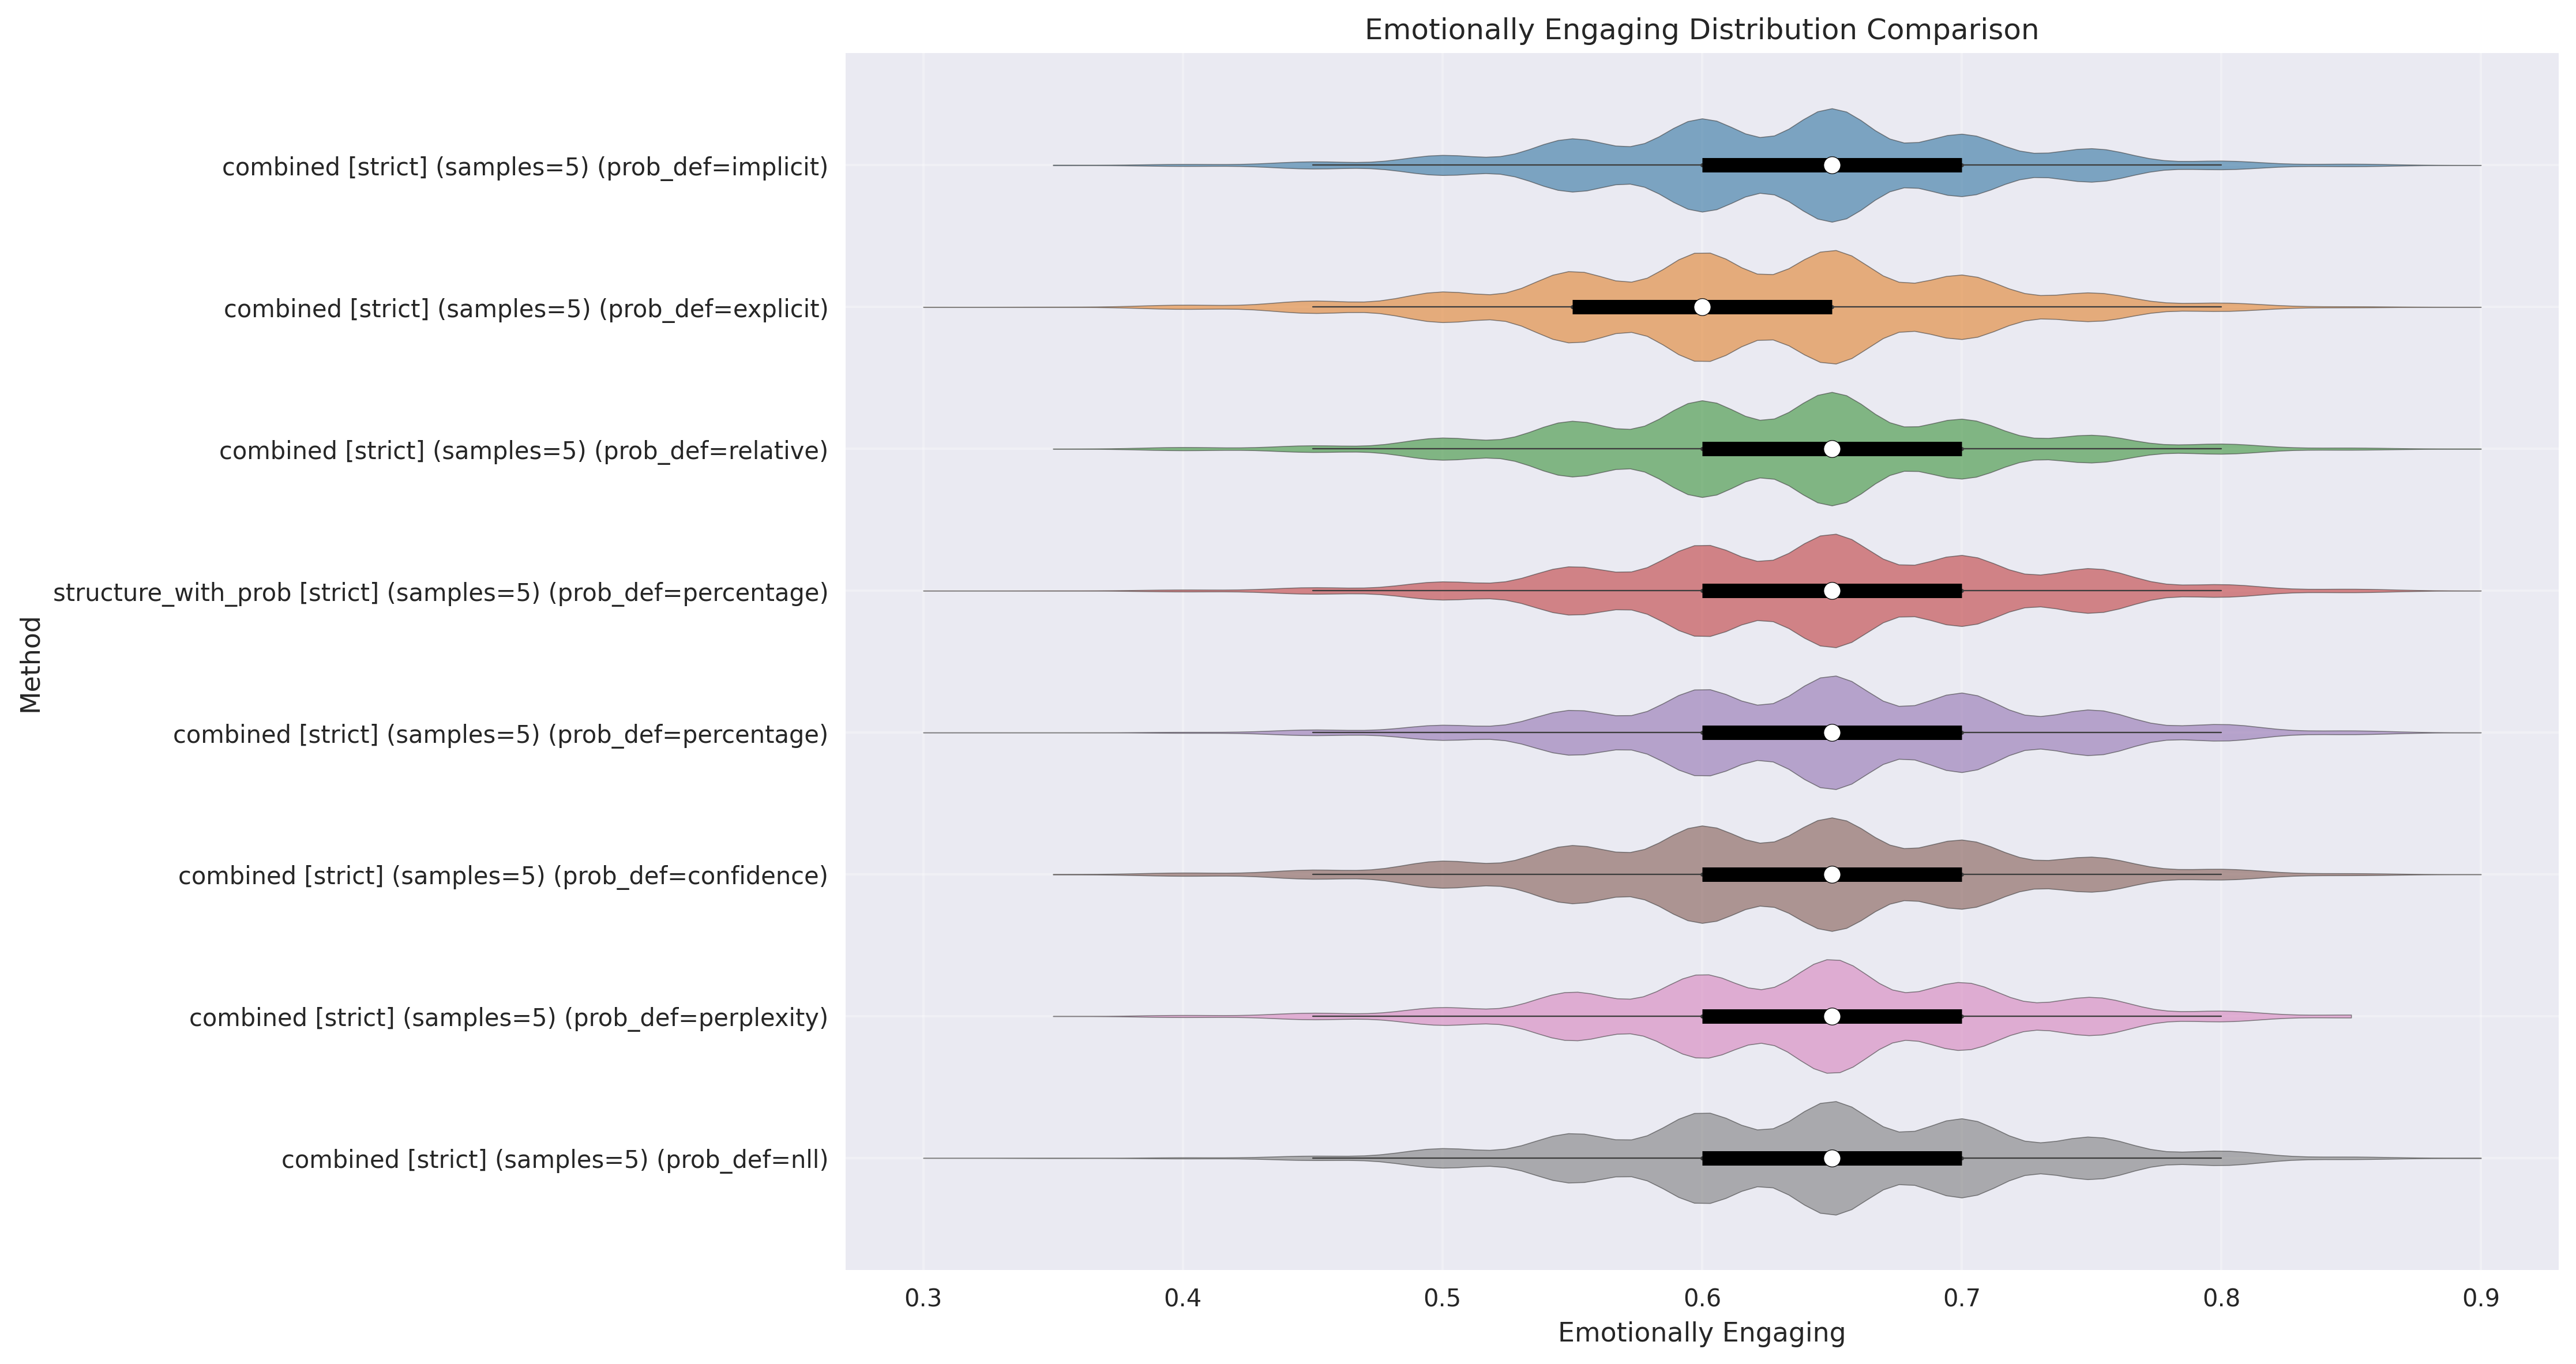 Emotionally Engaging Distribution Comparison
combined [strict] (samples=5) (prob_def=implicit)
combined [strict] (samples=5) (prob_def=explicit)
combined [strict] (samples=5) (prob_def=relative)
structure_with_prob [strict] (samples=5) (prob_def=percentage)
combined [strict] (samples=5) (prob_def=percentage)
combined [strict] (samples=5) (prob_def=confidence)
combined [strict] (samples=5) (prob_def=perplexity)
combined [strict] (samples=5) (prob_def=nll)
Method
0.3 0.4 0.5 0.6 0.7 0.8 0.9
Emotionally Engaging